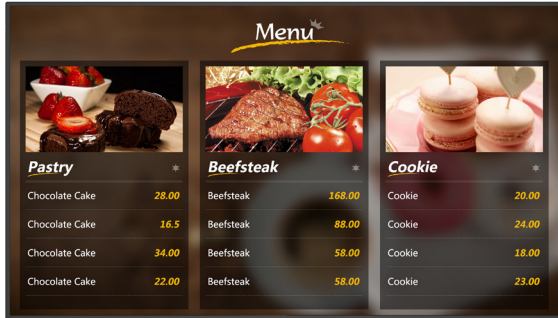 Menu
Pastry
Chocolate Cake 28.00
Chocolate Cake 16.5
Chocolate Cake 34.00
Chocolate Cake 22.00
Beefsteak
Beefsteak 168.00
Beefsteak 88.00
Beefsteak 58.00
Beefsteak 58.00
Cookie
Cookie 20.00
Cookie 24.00
Cookie 18.00
Cookie 23.00